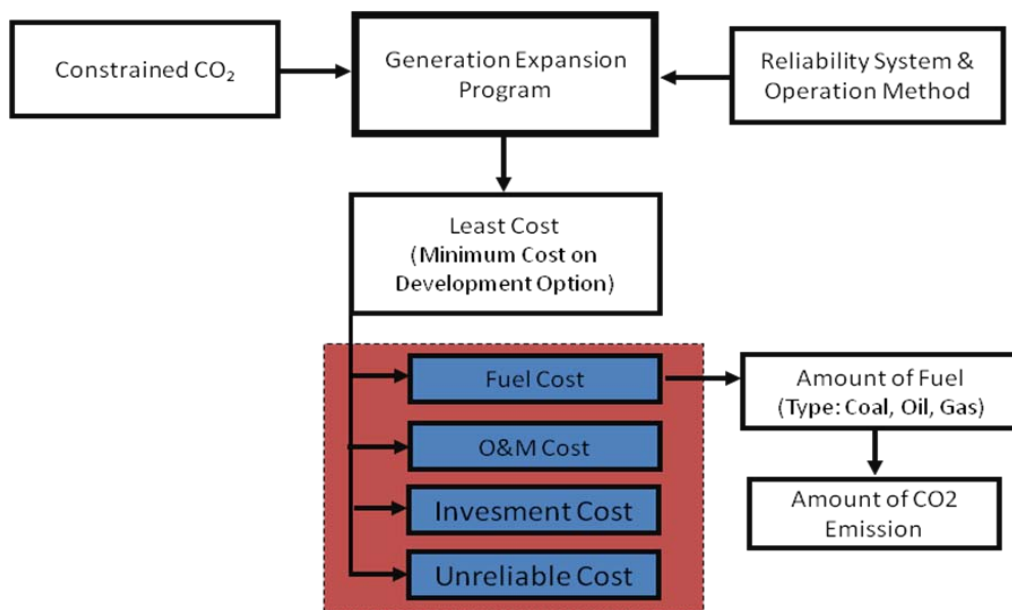 Constrained CO₂
Generation Expansion
Program
Reliability System &
Operation Method
Least Cost
(Minimum Cost on
Development Option)
Fuel Cost
O&M Cost
Invesment Cost
Unreliable Cost
Amount of Fuel
(Type: Coal, Oil, Gas)
Amount of CO2
Emission